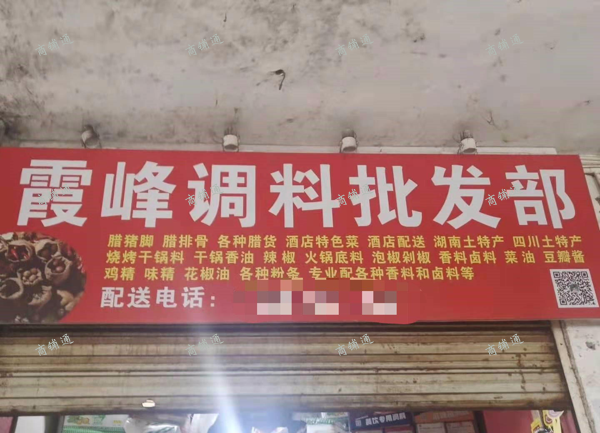 霞峰调料批发部
腊猪脚 腊排骨 各种腊货 酒店特色菜 酒店配送 湖南土特产 四川土特产
烧烤干锅料 干锅香油 辣椒 火锅底料 泡椒剁椒 香料卤料 菜油 豆瓣酱
鸡精 味精 花椒油 各种粉条 专业配各种香料和卤料等
配送电话：
商铺通